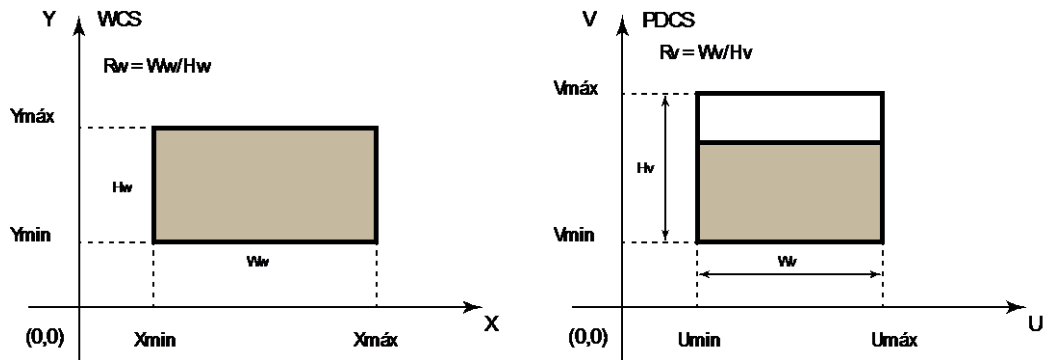 Y WCS
Rw = Ww/Hw
Ymáx
Hw
Ymin
Ww
(0,0) Xmin Xmáx X
V PDCS
Rv = Wv/Hv
Vmáx
Hv
Vmin
Wv
(0,0) Umin Umáx U